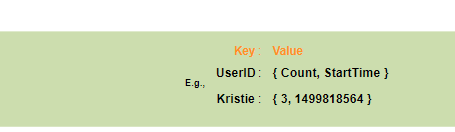 Key : Value
UserID : { Count, StartTime }
E.g.,
Kristie : { 3, 1499818564 }